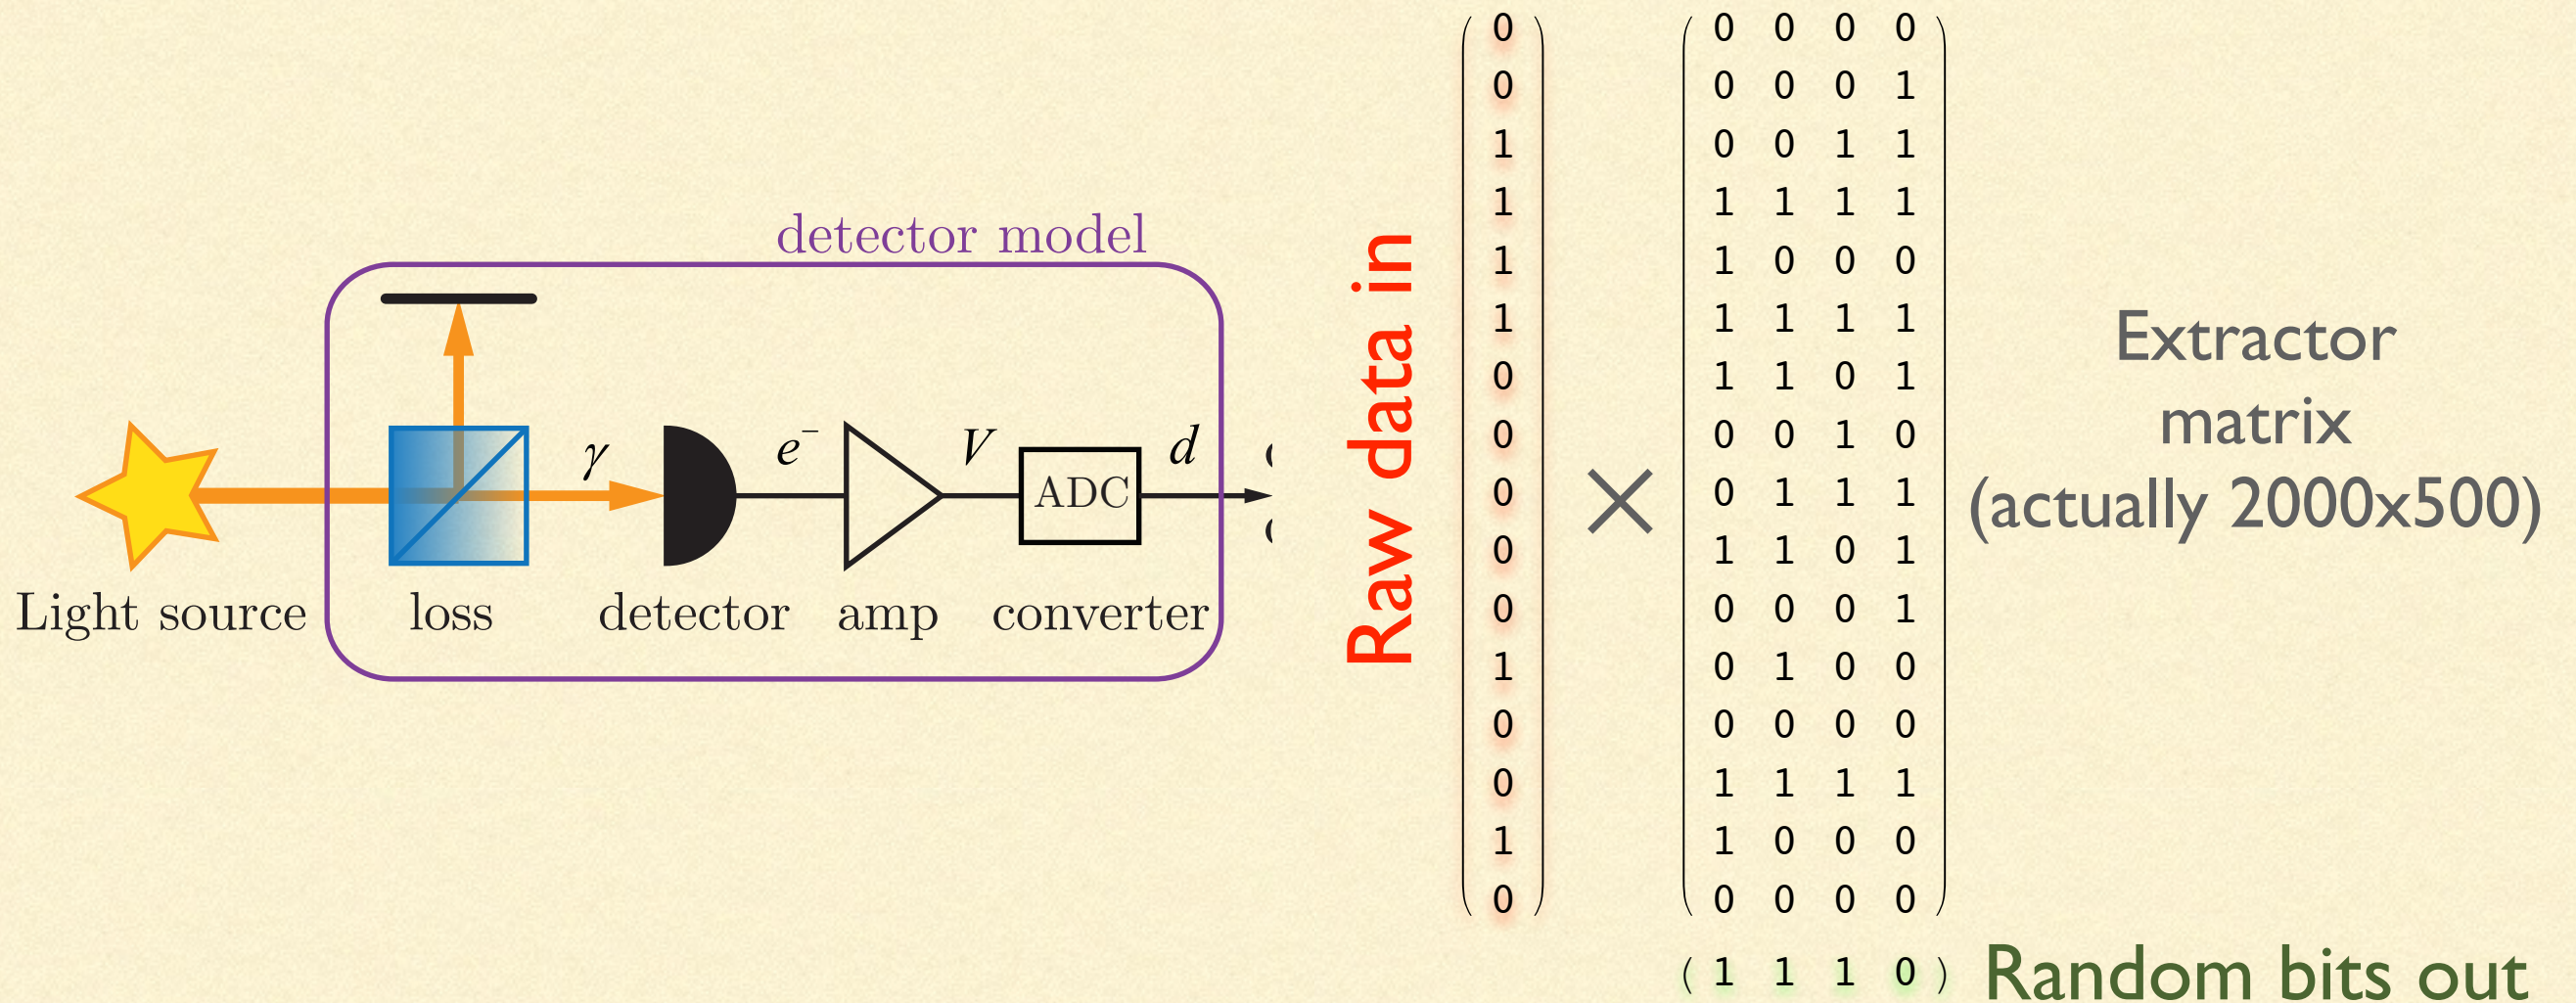 detector model
γ
e⁻
V
d
ADC
Light source
loss
detector
amp
converter
Raw data in
0
0
1
1
1
1
0
0
0
0
0
1
0
0
1
0
×
0 0 0 0
0 0 0 1
0 0 1 1
1 1 1 1
1 0 0 0
1 1 1 1
1 1 0 1
0 0 1 0
0 1 1 1
1 1 0 1
0 0 0 1
0 1 0 0
0 0 0 0
1 1 1 1
1 0 0 0
0 0 0 0
Extractor
matrix
(actually 2000x500)
( 1 1 1 0 ) Random bits out